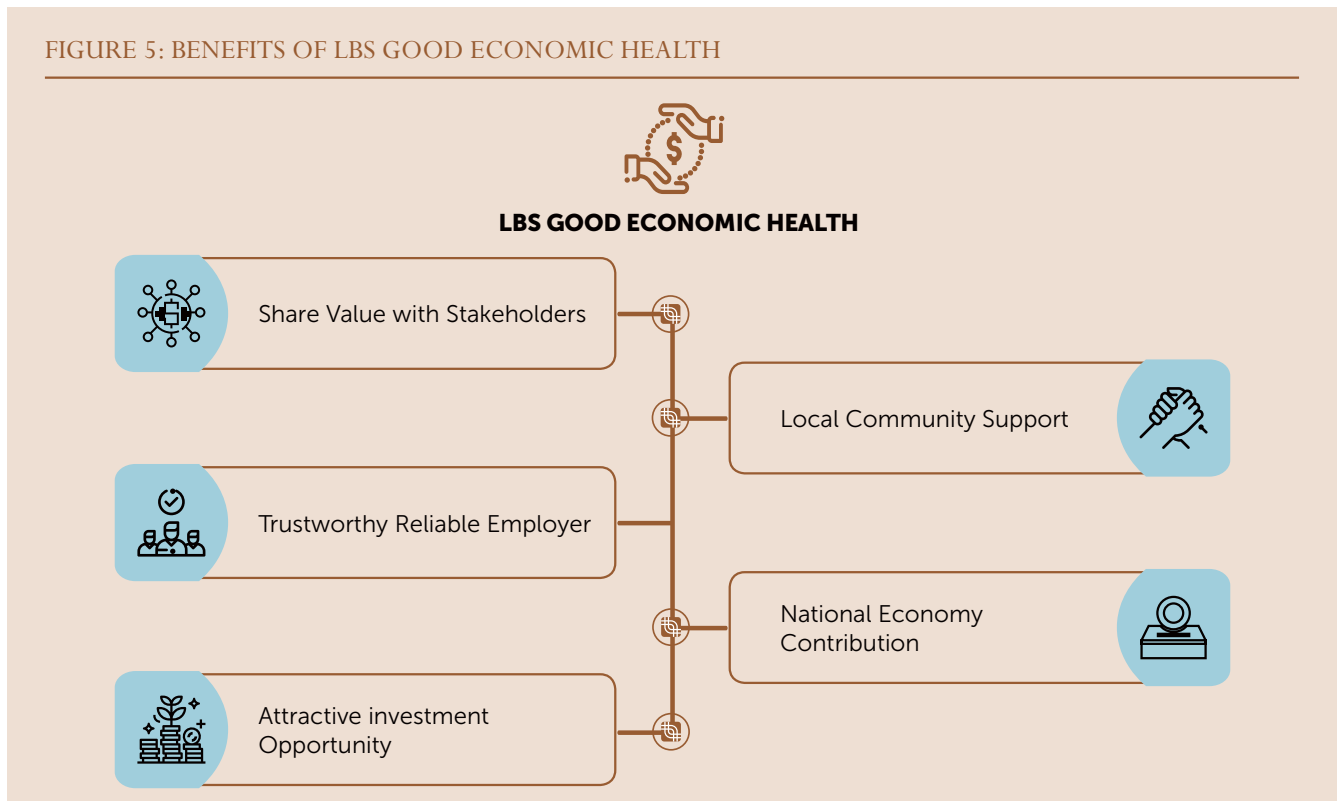 FIGURE 5: BENEFITS OF LBS GOOD ECONOMIC HEALTH
$
LBS GOOD ECONOMIC HEALTH
Share Value with Stakeholders
Local Community Support
Trustworthy Reliable Employer
National Economy
Contribution
Attractive investment
Opportunity